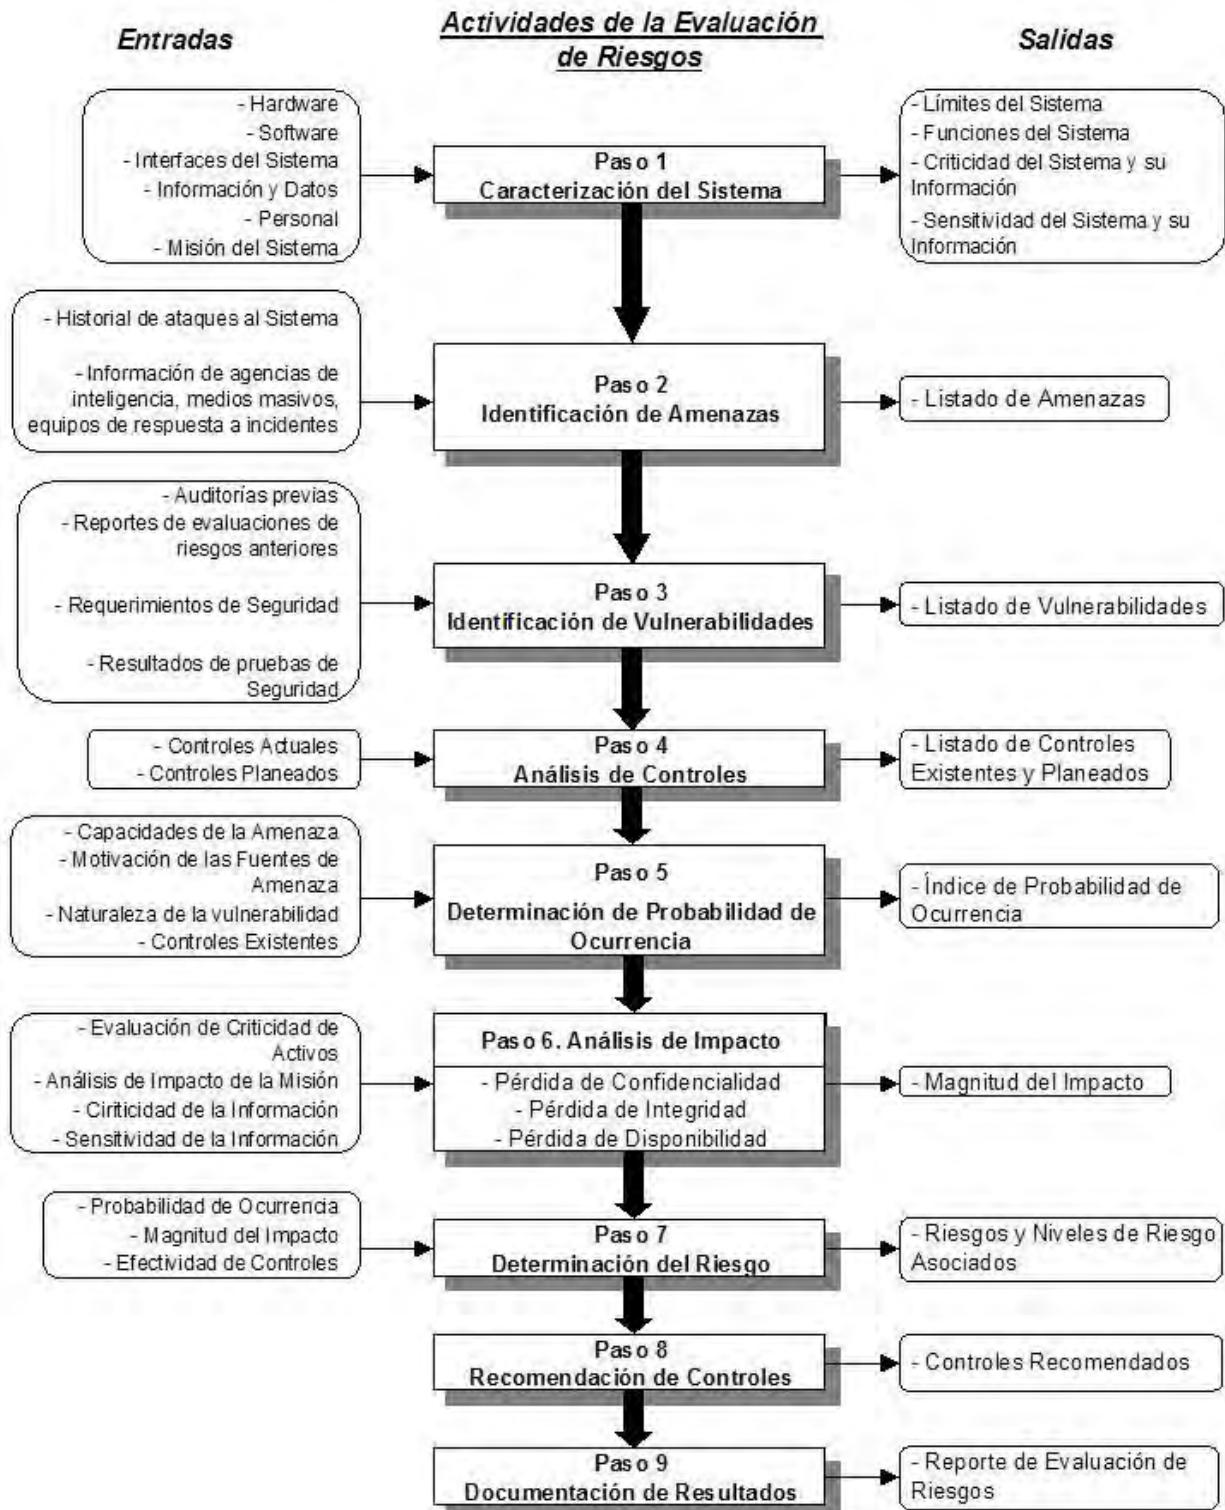 Entradas
Actividades de la Evaluación
de Riesgos
Salidas
- Hardware
- Software
- Interfaces del Sistema
- Información y Datos
- Personal
- Misión del Sistema
Paso 1
Caracterización del Sistema
- Límites del Sistema
- Funciones del Sistema
- Criticidad del Sistema y su
Información
- Sensitividad del Sistema y su
Información
- Historial de ataques al Sistema
- Información de agencias de
inteligencia, medios masivos,
equipos de respuesta a incidentes
Paso 2
Identificación de Amenazas
- Listado de Amenazas
- Auditorías previas
- Reportes de evaluaciones de
riesgos anteriores
- Requerimientos de Seguridad
- Resultados de pruebas de
Seguridad
Paso 3
Identificación de Vulnerabilidades
- Listado de Vulnerabilidades
- Controles Actuales
- Controles Planeados
Paso 4
Análisis de Controles
- Listado de Controles
Existentes y Planeados
- Capacidades de la Amenaza
- Motivación de las Fuentes de
Amenaza
- Naturaleza de la vulnerabilidad
- Controles Existentes
Paso 5
Determinación de Probabilidad de
Ocurrencia
- Índice de Probabilidad de
Ocurrencia
- Evaluación de Criticidad de
Activos
- Análisis de Impacto de la Misión
- Ciriticidad de la Información
- Sensitividad de la Información
Paso 6. Análisis de Impacto
- Pérdida de Confidencialidad
- Pérdida de Integridad
- Pérdida de Disponibilidad
- Magnitud del Impacto
- Probabilidad de Ocurrencia
- Magnitud del Impacto
- Efectividad de Controles
Paso 7
Determinación del Riesgo
- Riesgos y Niveles de Riesgo
Asociados
Paso 8
Recomendación de Controles
- Controles Recomendados
Paso 9
Documentación de Resultados
- Reporte de Evaluación de
Riesgos